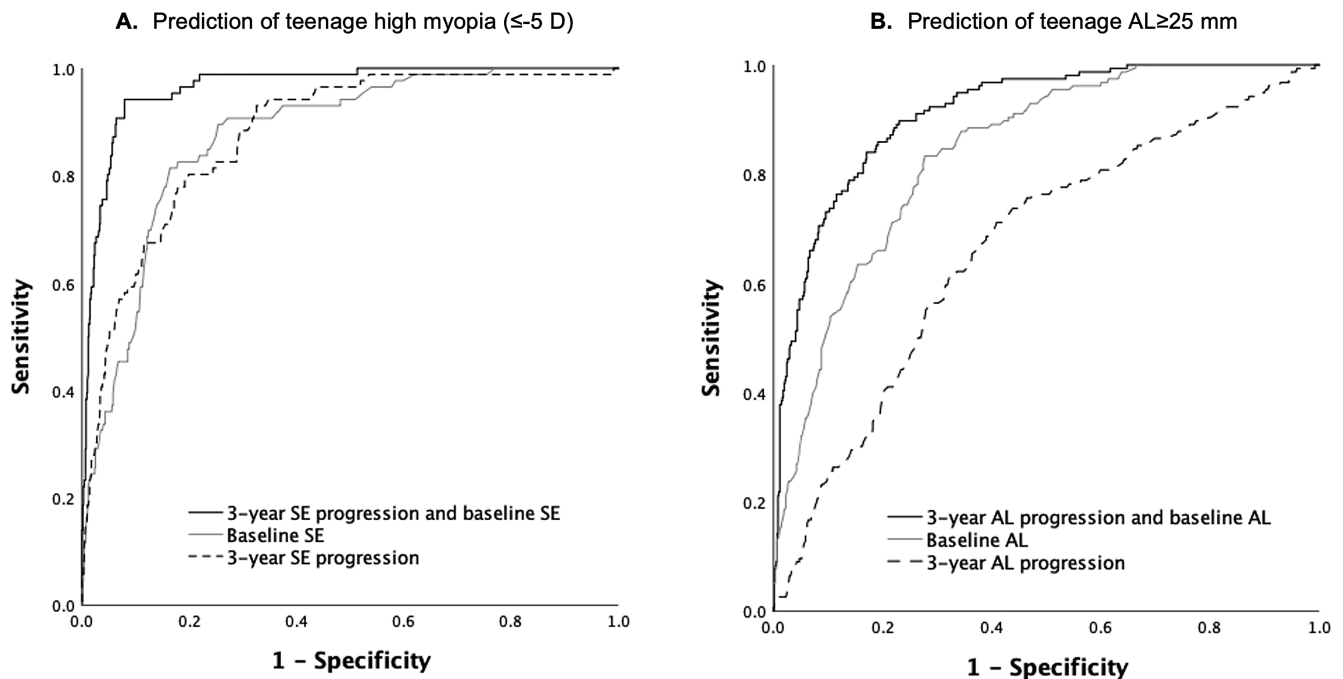 A. Prediction of teenage high myopia (≤-5 D)
1.0
0.8
0.6
0.4
0.2
0.0
Sensitivity
3-year SE progression and baseline SE
Baseline SE
3-year SE progression
0.0 0.2 0.4 0.6 0.8 1.0
1 - Specificity
B. Prediction of teenage AL≥25 mm
1.0
0.8
0.6
0.4
0.2
0.0
Sensitivity
3-year AL progression and baseline AL
Baseline AL
3-year AL progression
0.0 0.2 0.4 0.6 0.8 1.0
1 - Specificity